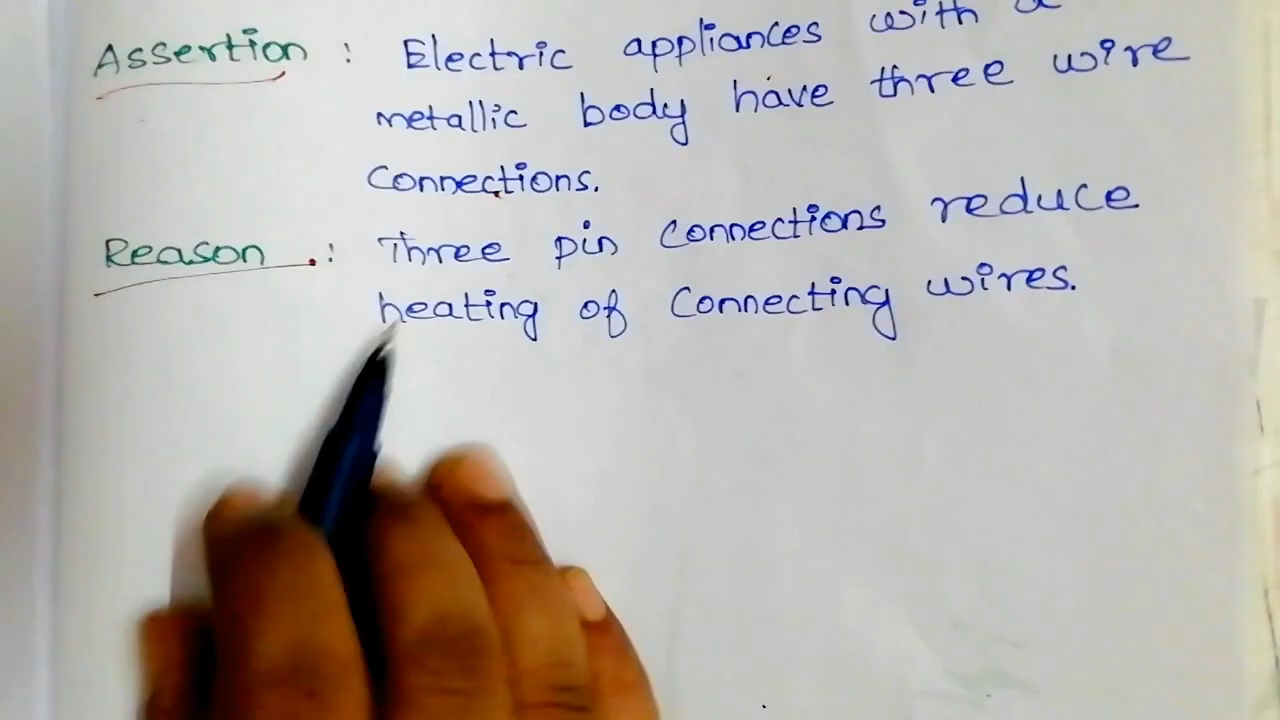 Assertion : Electric appliances with a
metallic body have three wire
Connections.
Reason : Three pin Connections reduce
heating of Connecting wires.